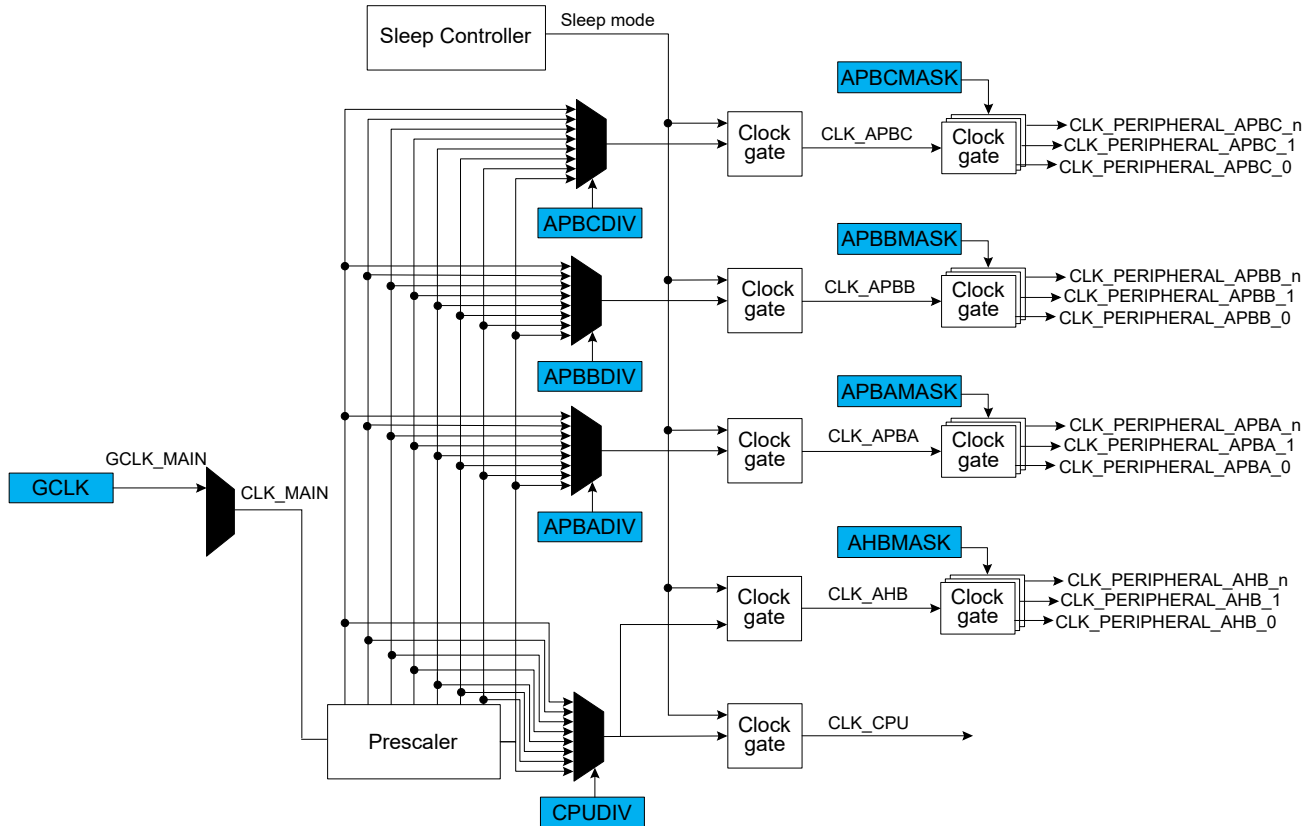 Sleep mode
Sleep Controller
APBCMASK
Clock
gate
CLK_APBC
Clock
gate
CLK_PERIPHERAL_APBC_n
CLK_PERIPHERAL_APBC_1
CLK_PERIPHERAL_APBC_0
APBCDIV
APBBMASK
Clock
gate
CLK_APBB
Clock
gate
CLK_PERIPHERAL_APBB_n
CLK_PERIPHERAL_APBB_1
CLK_PERIPHERAL_APBB_0
APBBDIV
APBAMASK
Clock
gate
CLK_APBA
Clock
gate
CLK_PERIPHERAL_APBA_n
CLK_PERIPHERAL_APBA_1
CLK_PERIPHERAL_APBA_0
GCLK_MAIN
GCLK
CLK_MAIN
APBADIV
AHBMASK
Clock
gate
CLK_AHB
Clock
gate
CLK_PERIPHERAL_AHB_n
CLK_PERIPHERAL_AHB_1
CLK_PERIPHERAL_AHB_0
Prescaler
Clock
gate
CLK_CPU
CPUDIV